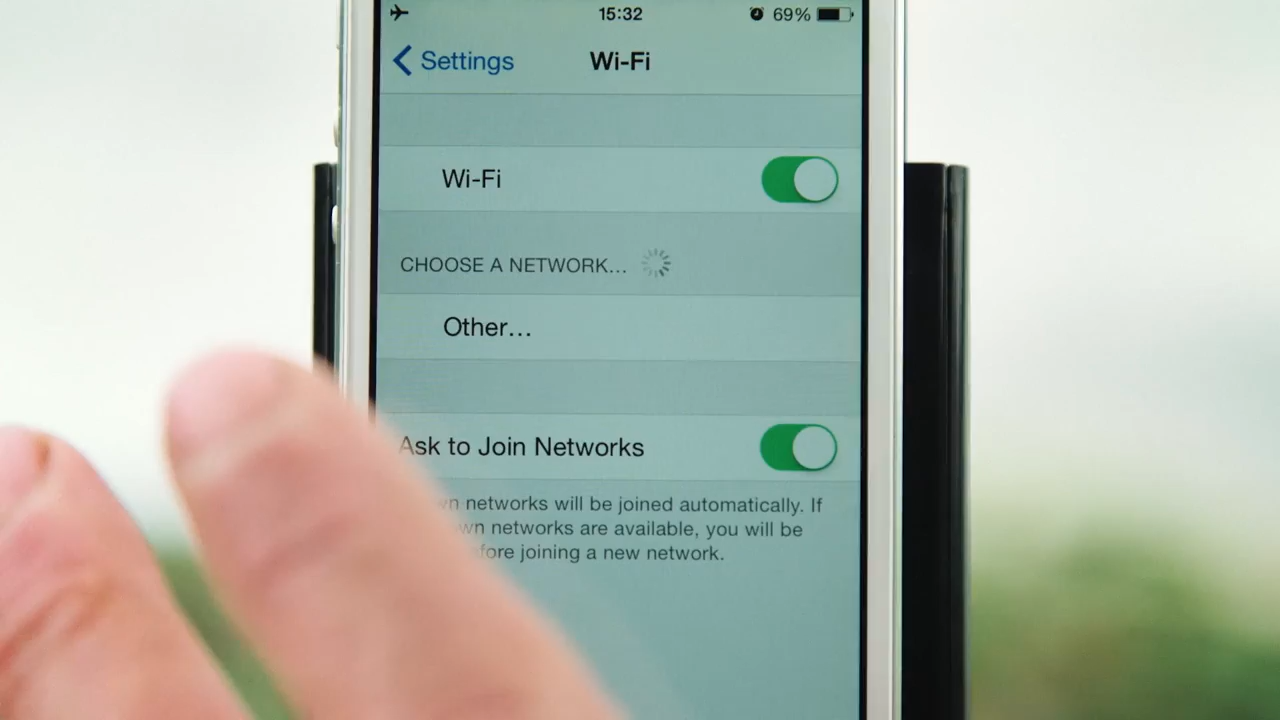 15:32
69%
Settings
Wi-Fi
Wi-Fi
CHOOSE A NETWORK...
Other...
Ask to Join Networks
networks will be joined automatically. If
networks are available, you will be
joining a new network.